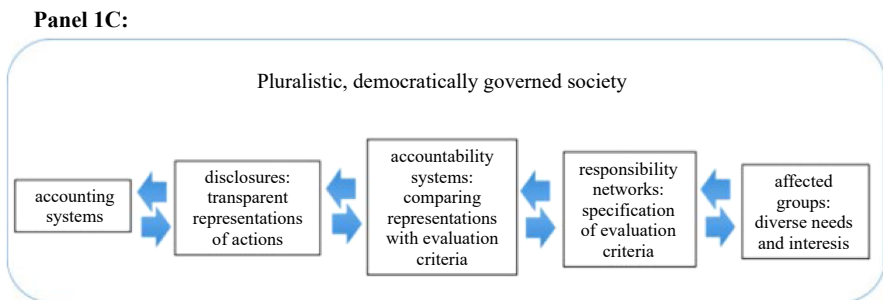 Panel 1C:
Pluralistic, democratically governed society
accounting
systems
disclosures:
transparent
representations
of actions
accountability
systems:
comparing
representations
with evaluation
criteria
responsibility
networks:
specification
of evaluation
criteria
affected
groups:
diverse needs
and interesis